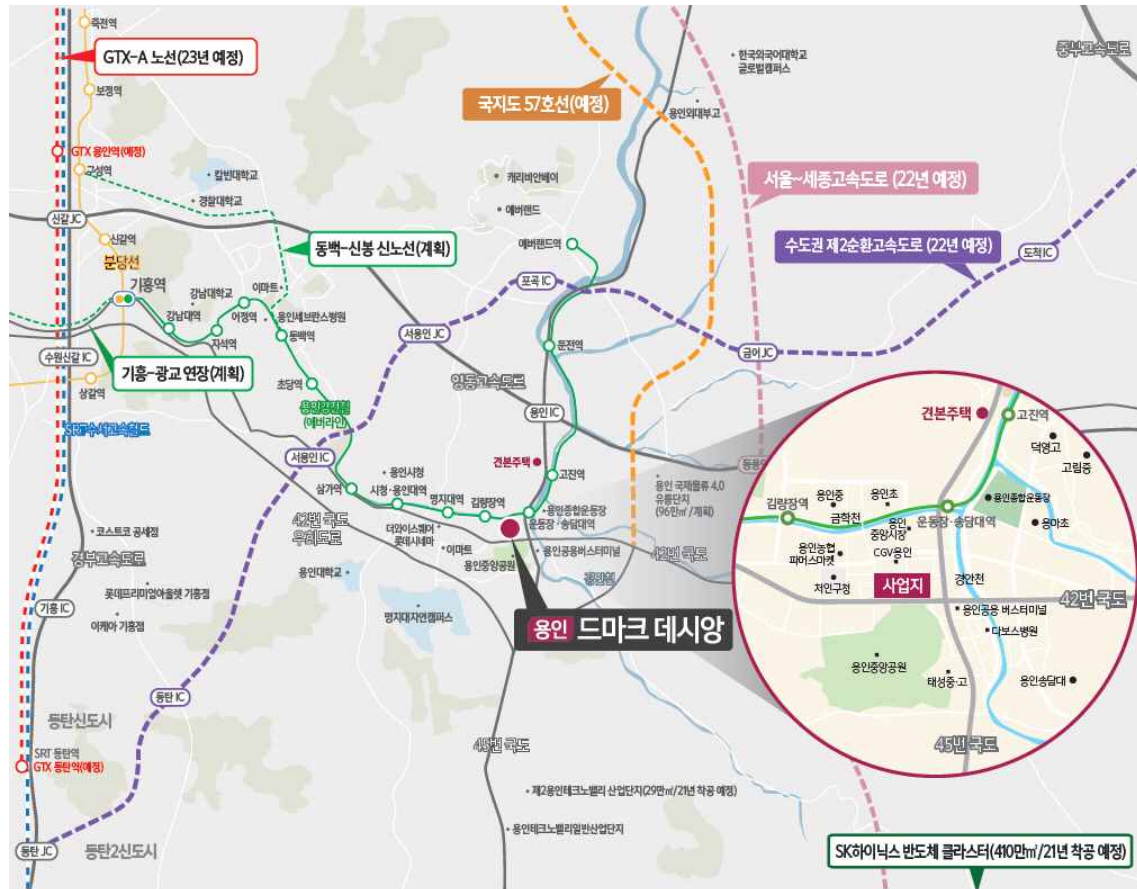 죽전역
GTX-A 노선(23년 예정)
보정역
GTX 용인역(예정)
구성역
칼빈대학교
경찰대학교
신갈 JC
신갈역
분당선
기흥역
동백-신봉 신노선(계획)
강남대학교
이마트
강남대역
어정역
지석역
용인세브란스병원
동백역
수원신갈 IC
기흥-광교 연장(계획)
상갈역
초당역
SRT수서고속철도
용인경전철
(에버라인)
국지도 57호선(예정)
한국외국어대학교
글로벌캠퍼스
중부고속도로
용인외대부고
캐리비안베이
에버랜드
에버랜드역
서울-세종고속도로 (22년 예정)
수도권 제2순환고속도로 (22년 예정)
도척 IC
포곡 IC
서용인 JC
둔전역
금어 JC
영동고속도로
용인 IC
서용인 IC
견본주택
고진역
동용인
용인 국제물류 4.0
유통단지
(96만㎡/계획)
삼가역
용인시청
시청·용인대역
명지대역
김량장역
용인종합운동장
운동장·송담대역
42번 국도
우회도로
더와이스퀘어
롯데시네마
이마트
용인중앙공원
용인공용버스터미널
42번 국도
경안천
코스트코 공세점
경부고속도로
롯데프리미엄아울렛 기흥점
기흥 IC
이케아 기흥점
용인대학교
명지대자연캠퍼스
용인 드마크 데시앙
동탄 IC
동탄신도시
SRT 동탄역
GTX 동탄역(예정)
45번 국도
제2용인테크노밸리 산업단지(29만㎡/21년 착공 예정)
용인테크노밸리일반산업단지
동탄 JC
동탄2신도시
SK하이닉스 반도체 클라스터(410만㎡/21년 착공 예정)
견본주택
고진역
덕영고
고림중
김량장역
용인중
용인초
금학천
용인종합운동장
운동장·송담대역
용인
중앙시장
용마초
용인농협
파머스마켓
CGV용인
처인구청
사업지
경안천
42번 국도
용인공용 버스터미널
다보스병원
용인중앙공원
태성중·고
용인송담대
45번 국도